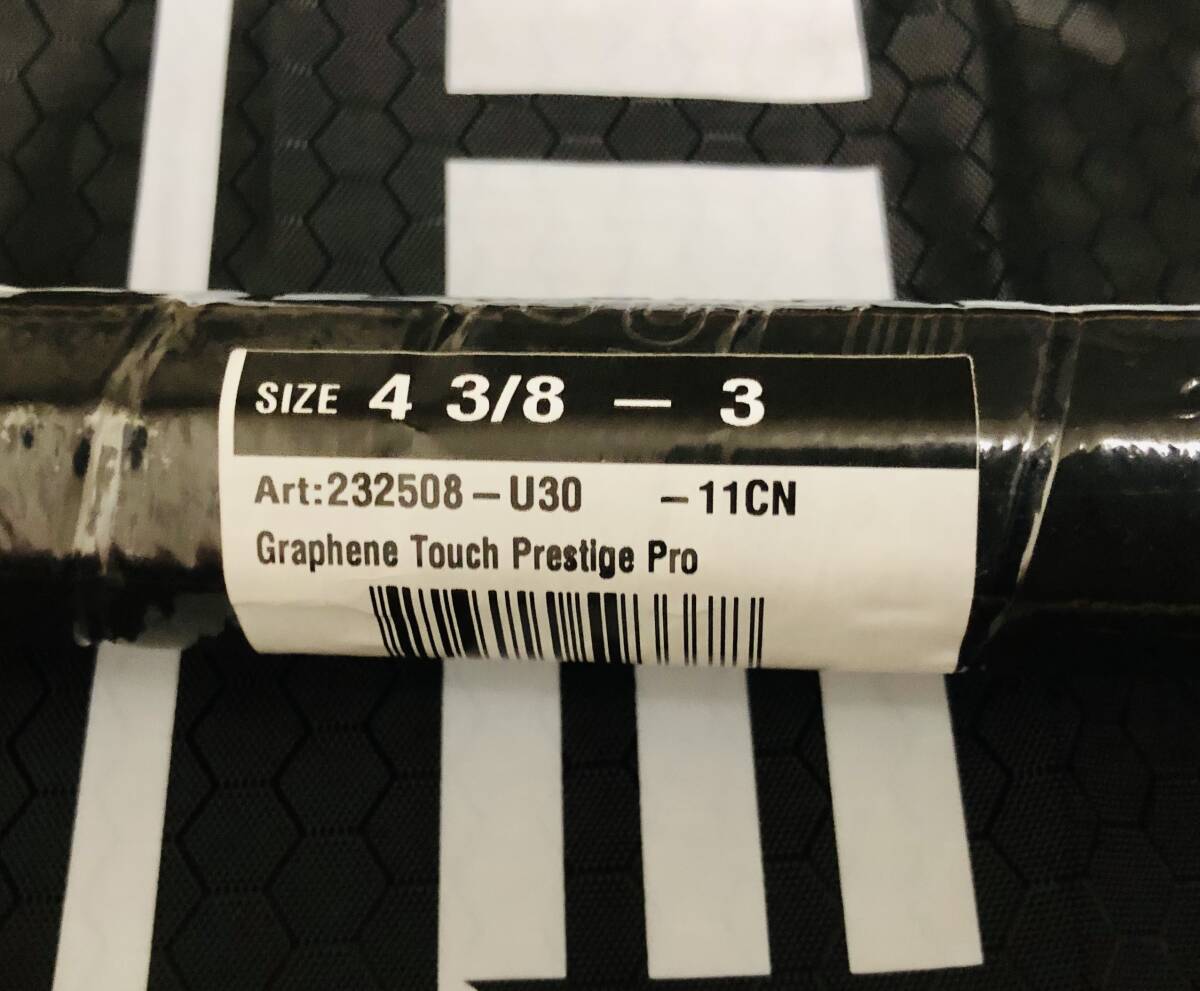 SIZE 4 3/8 — 3
Art:232508–U30 –11CN
Graphene Touch Prestige Pro